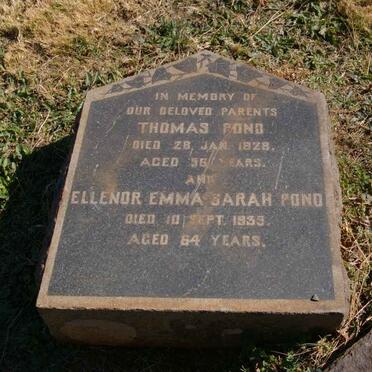 IN MEMORY OF
OUR BELOVED PARENTS
THOMAS POND
DIED 28 JAN. 1928,
AGED 56 YEARS.
AND
ELLENOR EMMA SARAH POND
DIED 10 SEPT. 1935,
AGED 64 YEARS.